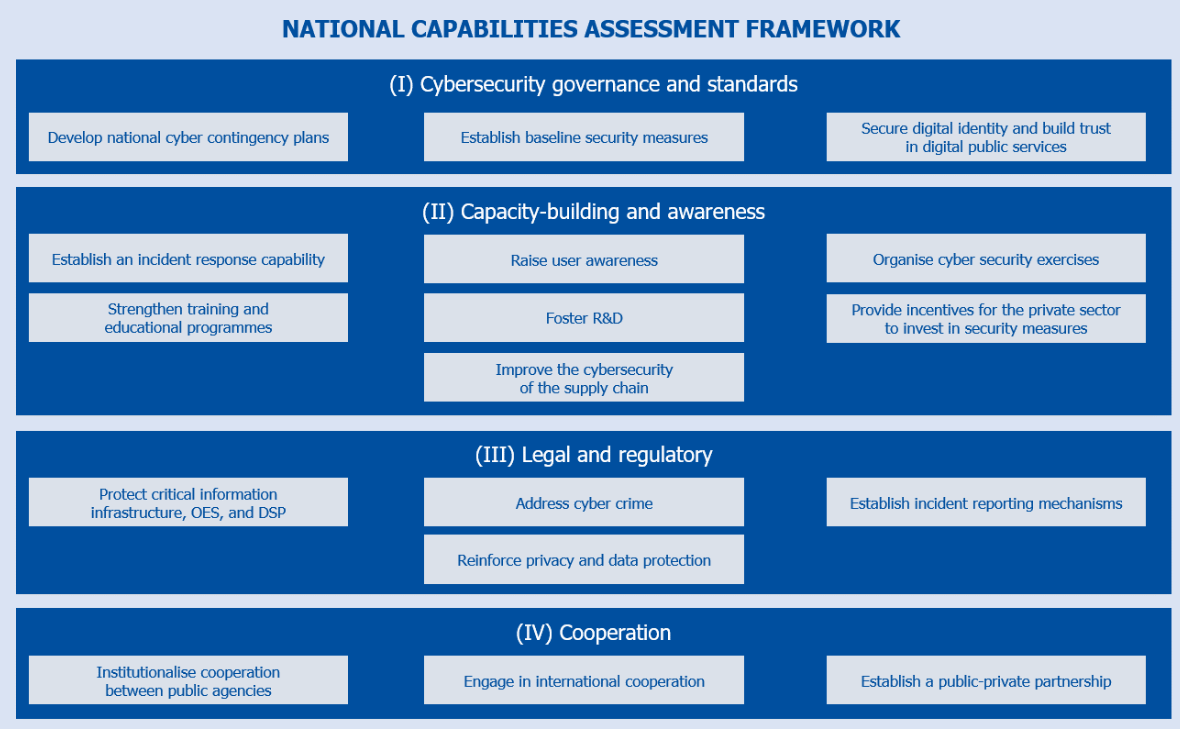 NATIONAL CAPABILITIES ASSESSMENT FRAMEWORK
(I) Cybersecurity governance and standards
Develop national cyber contingency plans
Establish baseline security measures
Secure digital identity and build trust
in digital public services
(II) Capacity-building and awareness
Establish an incident response capability
Raise user awareness
Organise cyber security exercises
Strengthen training and
educational programmes
Foster R&D
Provide incentives for the private sector
to invest in security measures
Improve the cybersecurity
of the supply chain
(III) Legal and regulatory
Protect critical information
infrastructure, OES, and DSP
Address cyber crime
Establish incident reporting mechanisms
Reinforce privacy and data protection
(IV) Cooperation
Institutionalise cooperation
between public agencies
Engage in international cooperation
Establish a public-private partnership